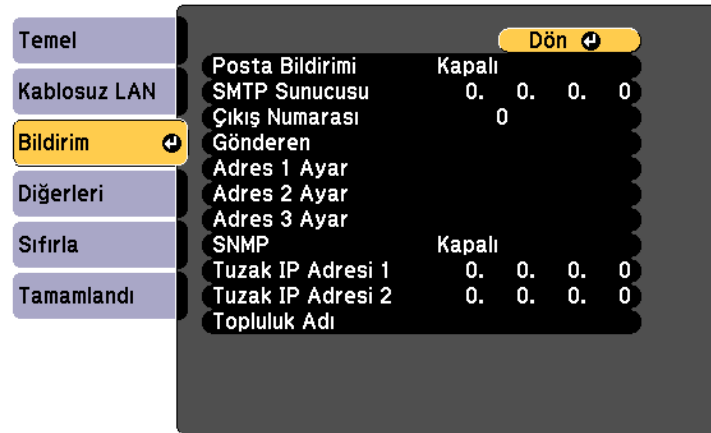 Temel
Kablosuz LAN
Bildirim
Diğerleri
Sıfırla
Tamamlandı
Dön
Posta Bildirimi Kapalı
SMTP Sunucusu 0. 0. 0. 0
Çıkış Numarası 0
Gönderen
Adres 1 Ayar
Adres 2 Ayar
Adres 3 Ayar
SNMP Kapalı
Tuzak IP Adresi 1 0. 0. 0. 0
Tuzak IP Adresi 2 0. 0. 0. 0
Topluluk Adı